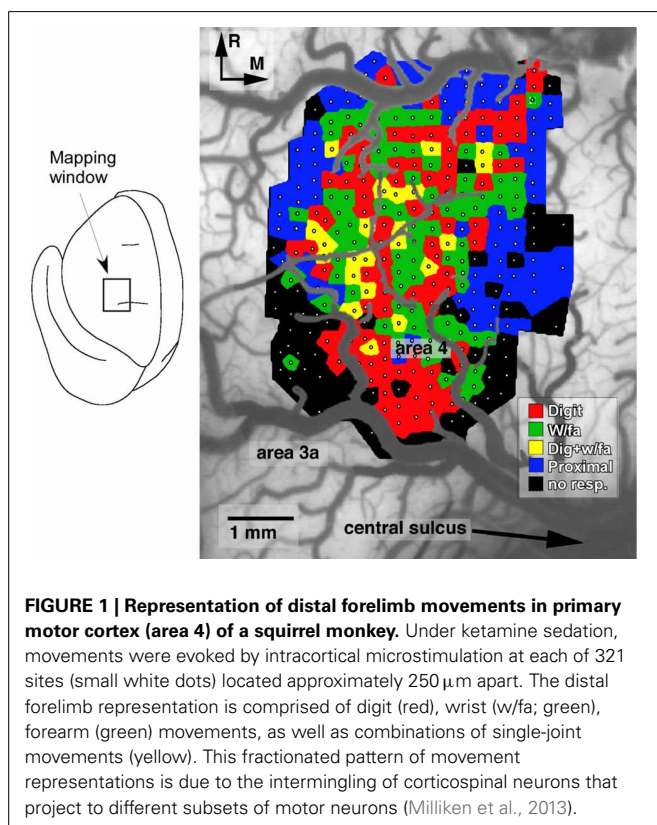 R
M
Mapping
window
area 4
Digit
W/fa
Dig+w/fa
Proximal
no resp.
area 3a
1 mm
central sulcus
FIGURE 1 | Representation of distal forelimb movements in primary
motor cortex (area 4) of a squirrel monkey. Under ketamine sedation,
movements were evoked by intracortical microstimulation at each of 321
sites (small white dots) located approximately 250 μm apart. The distal
forelimb representation is comprised of digit (red), wrist (w/fa; green),
forearm (green) movements, as well as combinations of single-joint
movements (yellow). This fractionated pattern of movement
representations is due to the intermingling of corticospinal neurons that
project to different subsets of motor neurons (Milliken et al., 2013).